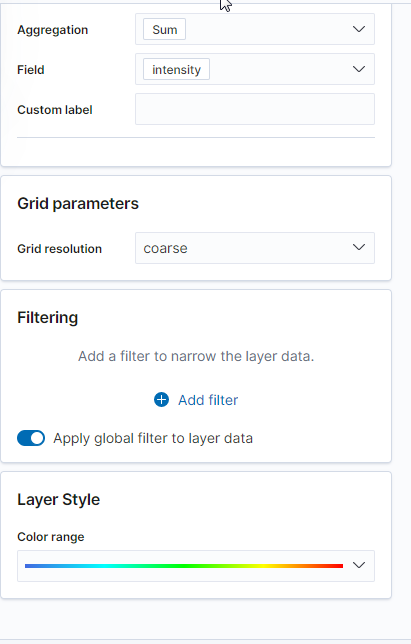 Aggregation Sum
Field intensity
Custom label
Grid parameters
Grid resolution coarse
Filtering
Add a filter to narrow the layer data.
Add filter
Apply global filter to layer data
Layer Style
Color range